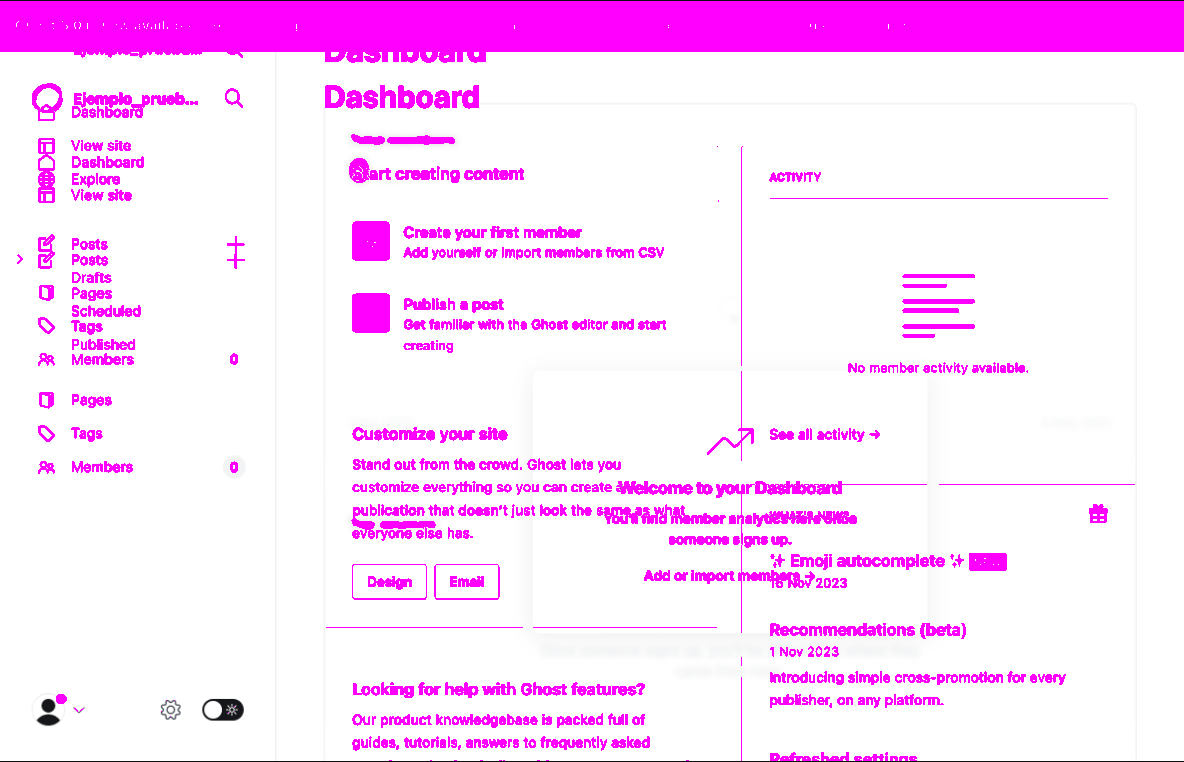 Dashboard
Dashboard
Ejemplo_prueb...
Dashboard
View site
Dashboard
Explore
View site
Posts
Posts
Drafts
Pages
Scheduled
Tags
Published
Members 0
Pages
Tags
Members 0
Start creating content
Create your first member
Add yourself or import members from CSV
Publish a post
Get familiar with the Ghost editor and start
creating
Customize your site
Stand out from the crowd. Ghost lets you
customize everything so you can create a
publication that doesn't just look the same as what
everyone else has.
Design Email
Looking for help with Ghost features?
Our product knowledgebase is packed full of
guides, tutorials, answers to frequently asked
Welcome to your Dashboard
You'll find member analytics here once
someone signs up.
Add or import members →
ACTIVITY
No member activity available.
See all activity →
WHAT'S NEW?
✨ Emoji autocomplete ✨
16 Nov 2023
Recommendations (beta)
1 Nov 2023
Introducing simple cross-promotion for every
publisher, on any platform.
Refreshed settings